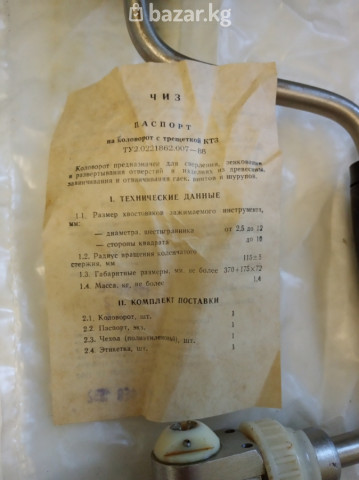 bazar.kg
ЧИЗ
ПАСПОРТ
на коловорот с трещоткой КТЗ
ТУ2.0221862.007—88
Коловорот предназначен для сверления, зенкования
и развертывания отверстий в изделиях из древесины,
завинчивания и отвинчивания гаек, винтов и шурупов.
I. ТЕХНИЧЕСКИЕ ДАННЫЕ
1.1. Размер хвостовиков зажимаемого инструмента,
мм:
— диаметра, шестигранника от 2.5 до 12
— стороны квадрата до 10
1.2. Радиус вращения коленчатого
стержня, мм 115±5
1.3. Габаритные размеры, мм, не более 370×175×72
1.4. Масса, кг, не более 1,4
II. КОМПЛЕКТ ПОСТАВКИ
2.1. Коловорот, шт. 1
2.2. Паспорт, экз. 1
2.3. Чехол (полиэтиленовый), шт. 1
2.4. Этикетка, шт. 1